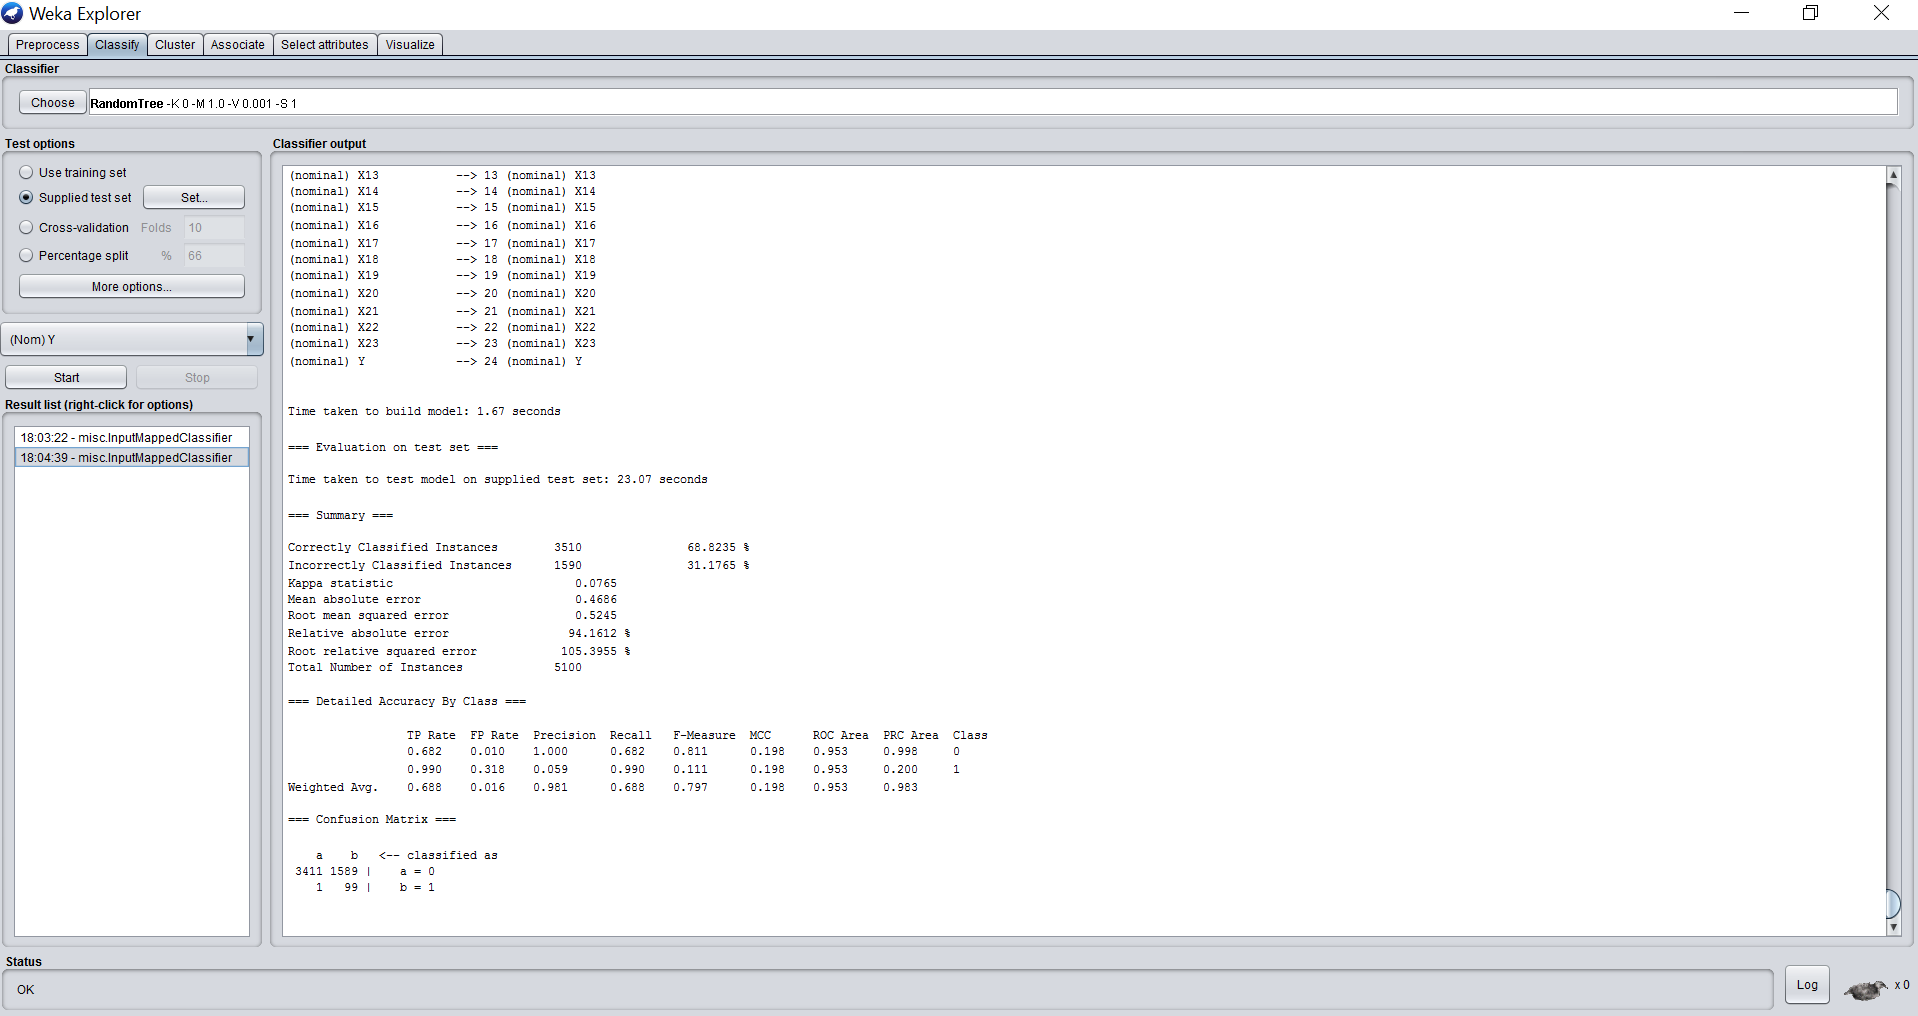 Weka Explorer
Preprocess Classify Cluster Associate Select attributes Visualize
Classifier
Choose RandomTree -K 0 -M 1.0 -V 0.001 -S 1
Test options
Use training set
Supplied test set Set...
Cross-validation Folds 10
Percentage split % 66
More options...
(Nom) Y
Start Stop
Result list (right-click for options)
18:03:22 - misc.InputMappedClassifier
18:04:39 - misc.InputMappedClassifier
Classifier output
(nominal) X13 --> 13 (nominal) X13
(nominal) X14 --> 14 (nominal) X14
(nominal) X15 --> 15 (nominal) X15
(nominal) X16 --> 16 (nominal) X16
(nominal) X17 --> 17 (nominal) X17
(nominal) X18 --> 18 (nominal) X18
(nominal) X19 --> 19 (nominal) X19
(nominal) X20 --> 20 (nominal) X20
(nominal) X21 --> 21 (nominal) X21
(nominal) X22 --> 22 (nominal) X22
(nominal) X23 --> 23 (nominal) X23
(nominal) Y --> 24 (nominal) Y
Time taken to build model: 1.67 seconds
=== Evaluation on test set ===
Time taken to test model on supplied test set: 23.07 seconds
=== Summary ===
Correctly Classified Instances 3510 68.8235 %
Incorrectly Classified Instances 1590 31.1765 %
Kappa statistic 0.0765
Mean absolute error 0.4686
Root mean squared error 0.5245
Relative absolute error 94.1612 %
Root relative squared error 105.3955 %
Total Number of Instances 5100
=== Detailed Accuracy By Class ===
TP Rate FP Rate Precision Recall F-Measure MCC ROC Area PRC Area Class
0.682 0.010 1.000 0.682 0.811 0.198 0.953 0.998 0
0.990 0.318 0.059 0.990 0.111 0.198 0.953 0.200 1
Weighted Avg. 0.688 0.016 0.981 0.688 0.797 0.198 0.953 0.983
=== Confusion Matrix ===
a b <-- classified as
3411 1589 | a = 0
1 99 | b = 1
Status
OK
Log
x 0